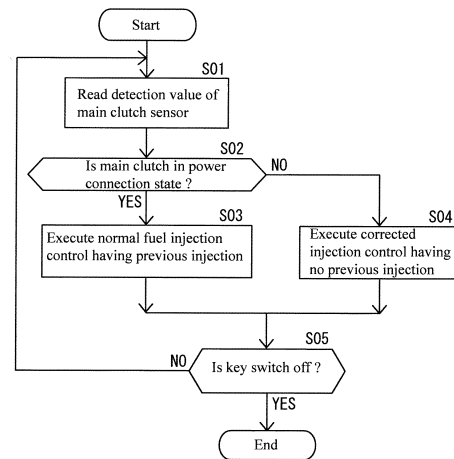 Start
S01
Read detection value of
main clutch sensor
S02
Is main clutch in power
connection state ?
NO
YES
S03
Execute normal fuel injection
control having previous injection
S04
Execute corrected
injection control having
no previous injection
S05
Is key switch off ?
NO
YES
End